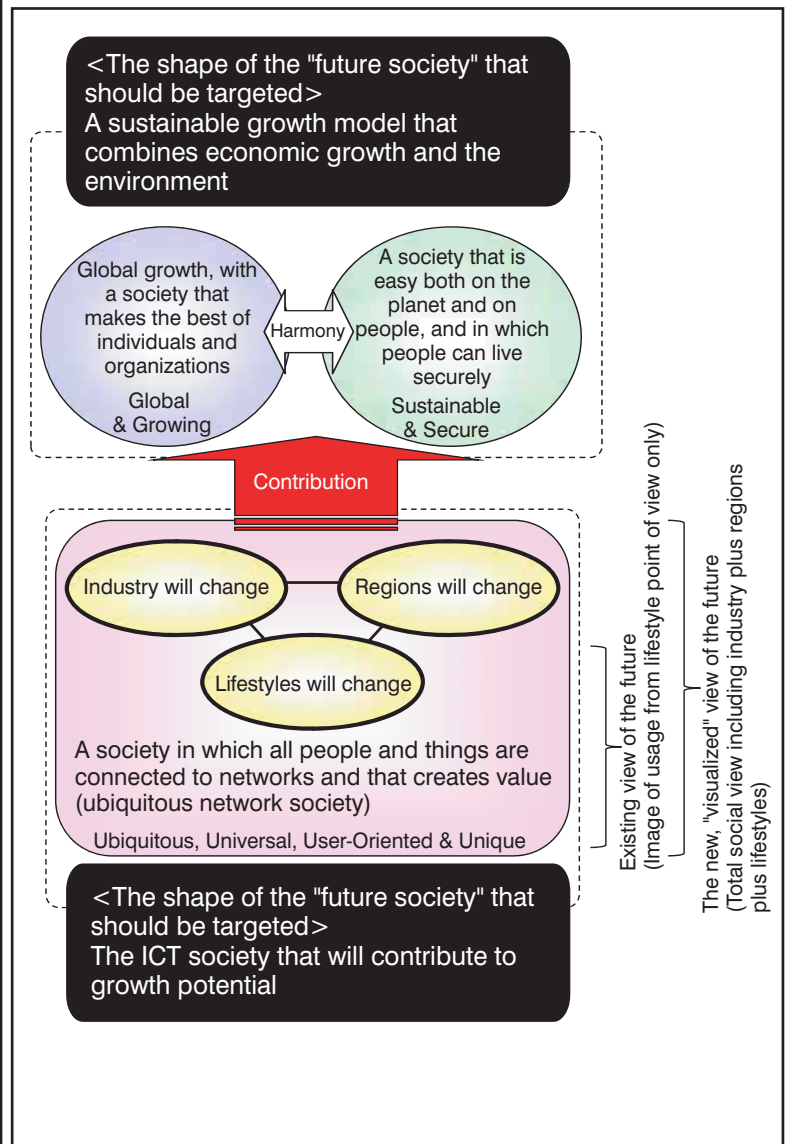 <The shape of the "future society" that
should be targeted>
A sustainable growth model that
combines economic growth and the
environment
Global growth, with
a society that
makes the best of
individuals and
organizations
Global
& Growing
Harmony
A society that is
easy both on the
planet and on
people, and in which
people can live
securely
Sustainable
& Secure
Contribution
Industry will change
Regions will change
Lifestyles will change
A society in which all people and things are
connected to networks and that creates value
(ubiquitous network society)
Ubiquitous, Universal, User-Oriented & Unique
Existing view of the future
(Image of usage from lifestyle point of view only)
The new, "visualized" view of the future
(Total social view including industry plus regions
plus lifestyles)
<The shape of the "future society" that
should be targeted>
The ICT society that will contribute to
growth potential